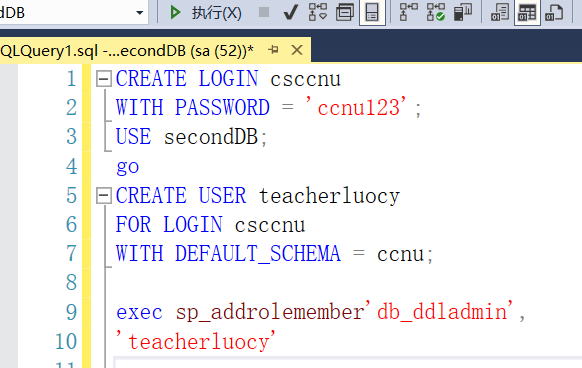 dDB
执行(X)
QLQuery1.sql -...econdDB (sa (52))*
1 CREATE LOGIN csccnu
2 WITH PASSWORD = 'ccnu123';
3 USE secondDB;
4 go
5 CREATE USER teacherluocy
6 FOR LOGIN csccnu
7 WITH DEFAULT_SCHEMA = ccnu;
8
9 exec sp_addrolemember'db_ddladmin',
10 'teacherluocy'
11